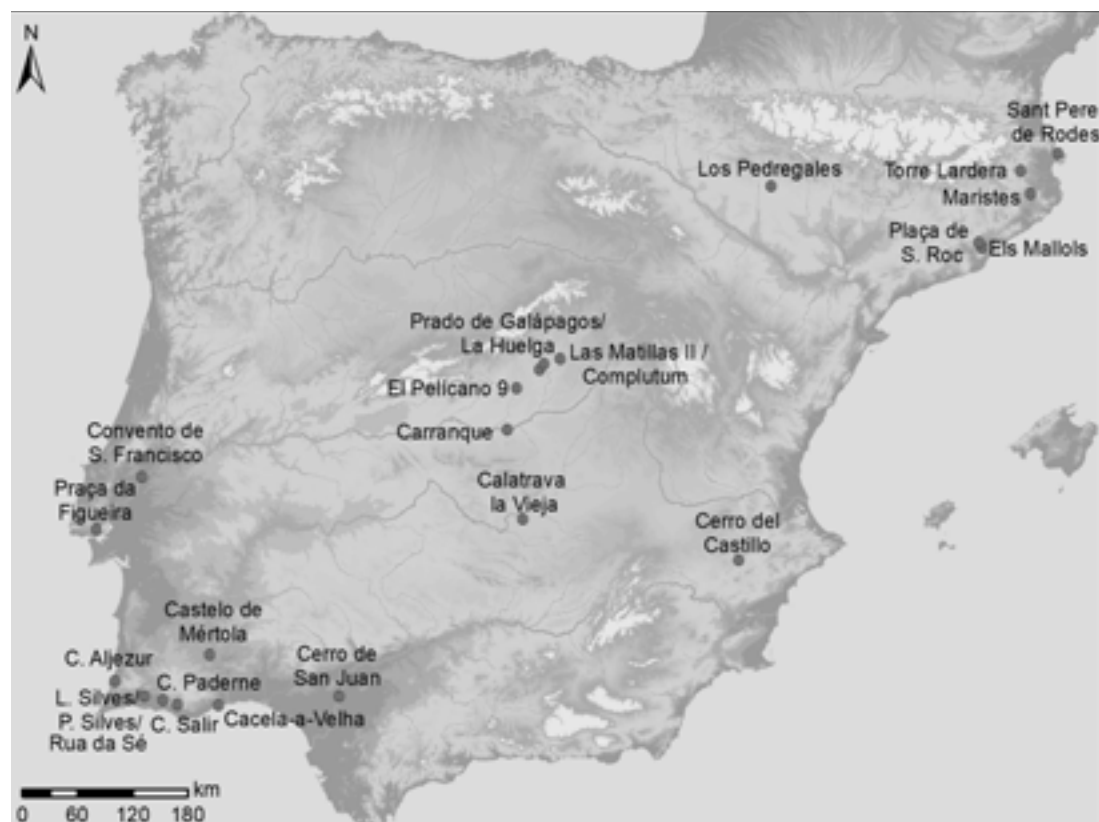 N
Sant Pere
de Rodes
Los Pedregales
Torre Lardera
Maristes
Plaça de
S. Roc
Els Mallols
Prado de Galápagos/
La Huelga
Las Matillas II /
Complutum
El Pelícano 9
Carranque
Convento de
S. Francisco
Praça da
Figueira
Calatrava
la Vieja
Cerro del
Castillo
Castelo de
Mértola
C. Aljezur
Cerro de
San Juan
C. Paderne
L. Silves/
P. Silves/
Rua da Sé
C. Salir
Cacela-a-Velha
km
0 60 120 180